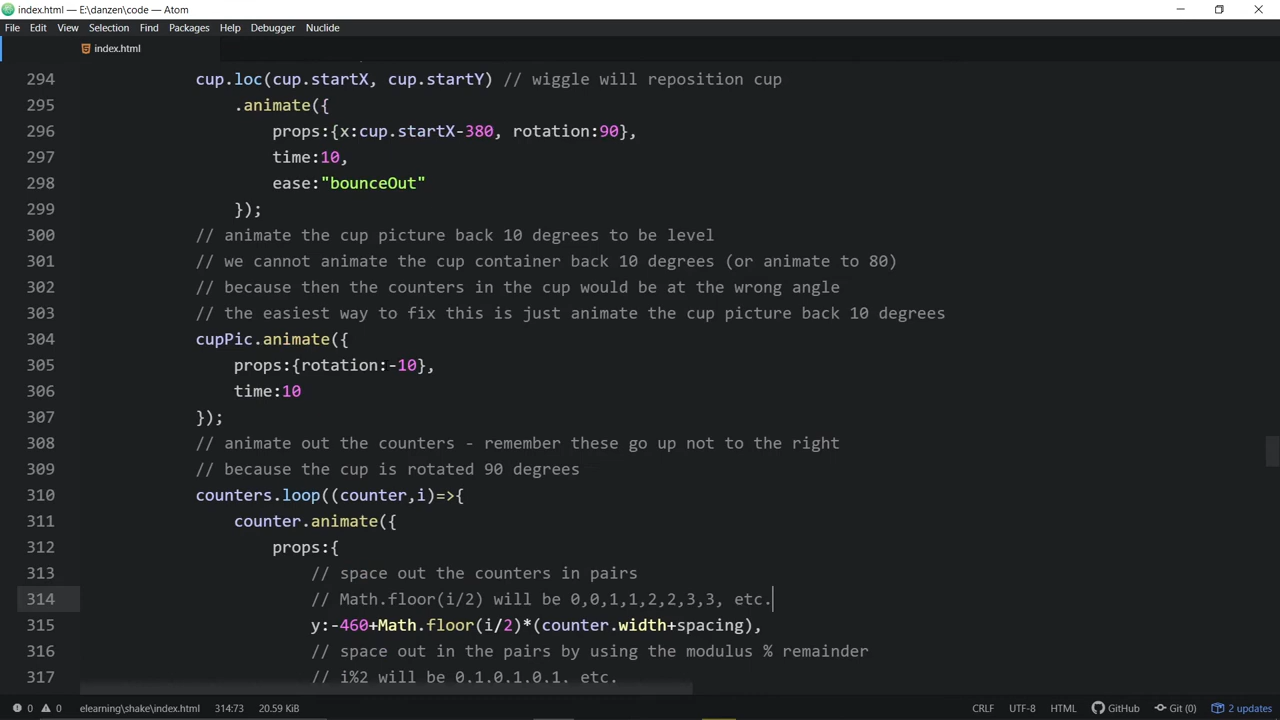 index.html — E:\danzen\code — Atom
File Edit View Selection Find Packages Help Debugger Nuclide
index.html
294 cup.loc(cup.startX, cup.startY) // wiggle will reposition cup
295 .animate({
296 props:{x:cup.startX-380, rotation:90},
297 time:10,
298 ease:"bounceOut"
299 });
300 // animate the cup picture back 10 degrees to be level
301 // we cannot animate the cup container back 10 degrees (or animate to 80)
302 // because then the counters in the cup would be at the wrong angle
303 // the easiest way to fix this is just animate the cup picture back 10 degrees
304 cupPic.animate({
305 props:{rotation:-10},
306 time:10
307 });
308 // animate out the counters - remember these go up not to the right
309 // because the cup is rotated 90 degrees
310 counters.loop((counter,i)=>{
311 counter.animate({
312 props:{
313 // space out the counters in pairs
314 // Math.floor(i/2) will be 0,0,1,1,2,2,3,3, etc.
315 y:-460+Math.floor(i/2)*(counter.width+spacing),
316 // space out in the pairs by using the modulus % remainder
317 // i%2 will be 0,1,0,1,0,1, etc.
0 0 elearning\shake\index.html 314:73 20.59 KiB CRLF UTF-8 HTML GitHub Git (0) 2 updates